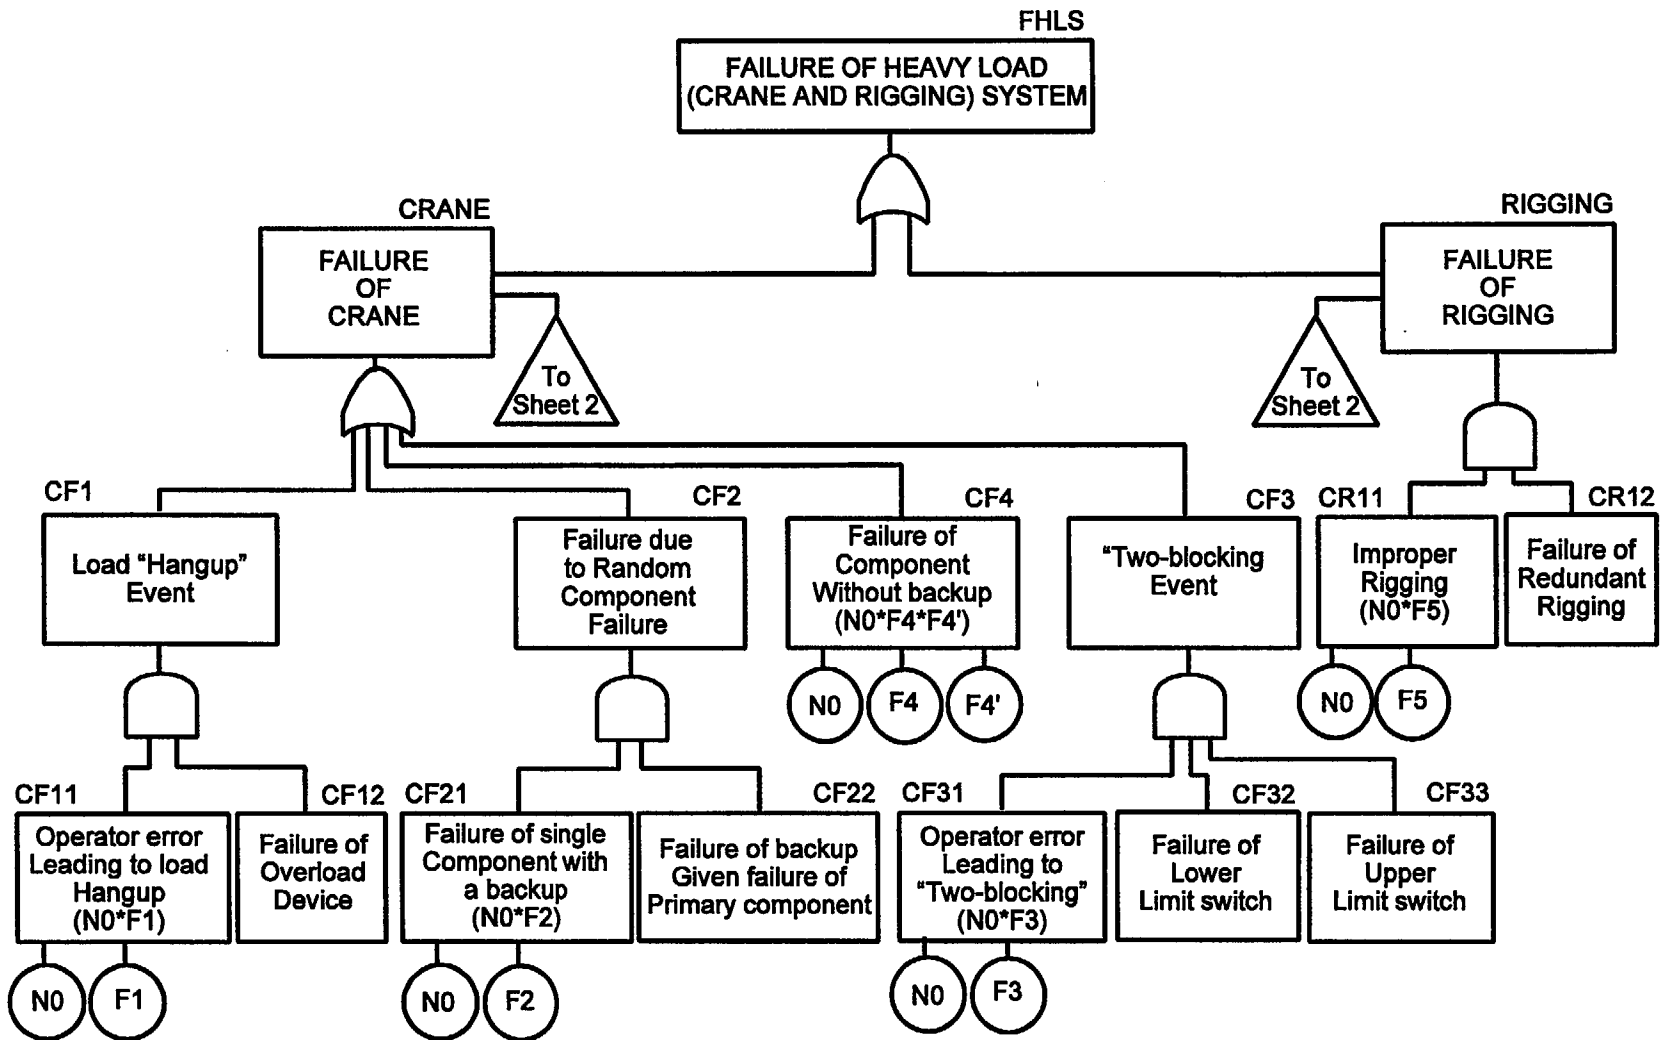 FHLS
FAILURE OF HEAVY LOAD
(CRANE AND RIGGING) SYSTEM
CRANE
FAILURE
OF
CRANE
To
Sheet 2
RIGGING
FAILURE
OF
RIGGING
To
Sheet 2
CF1
Load "Hangup"
Event
CF2
Failure due
to Random
Component
Failure
CF4
Failure of
Component
Without backup
(N0*F4*F4')
N0
F4
F4'
CF3
"Two-blocking
Event
CR11
Improper
Rigging
(N0*F5)
N0
F5
CR12
Failure of
Redundant
Rigging
CF11
Operator error
Leading to load
Hangup
(N0*F1)
N0
F1
CF12
Failure of
Overload
Device
CF21
Failure of single
Component with
a backup
(N0*F2)
N0
F2
CF22
Failure of backup
Given failure of
Primary component
CF31
Operator error
Leading to
"Two-blocking"
(N0*F3)
N0
F3
CF32
Failure of
Lower
Limit switch
CF33
Failure of
Upper
Limit switch